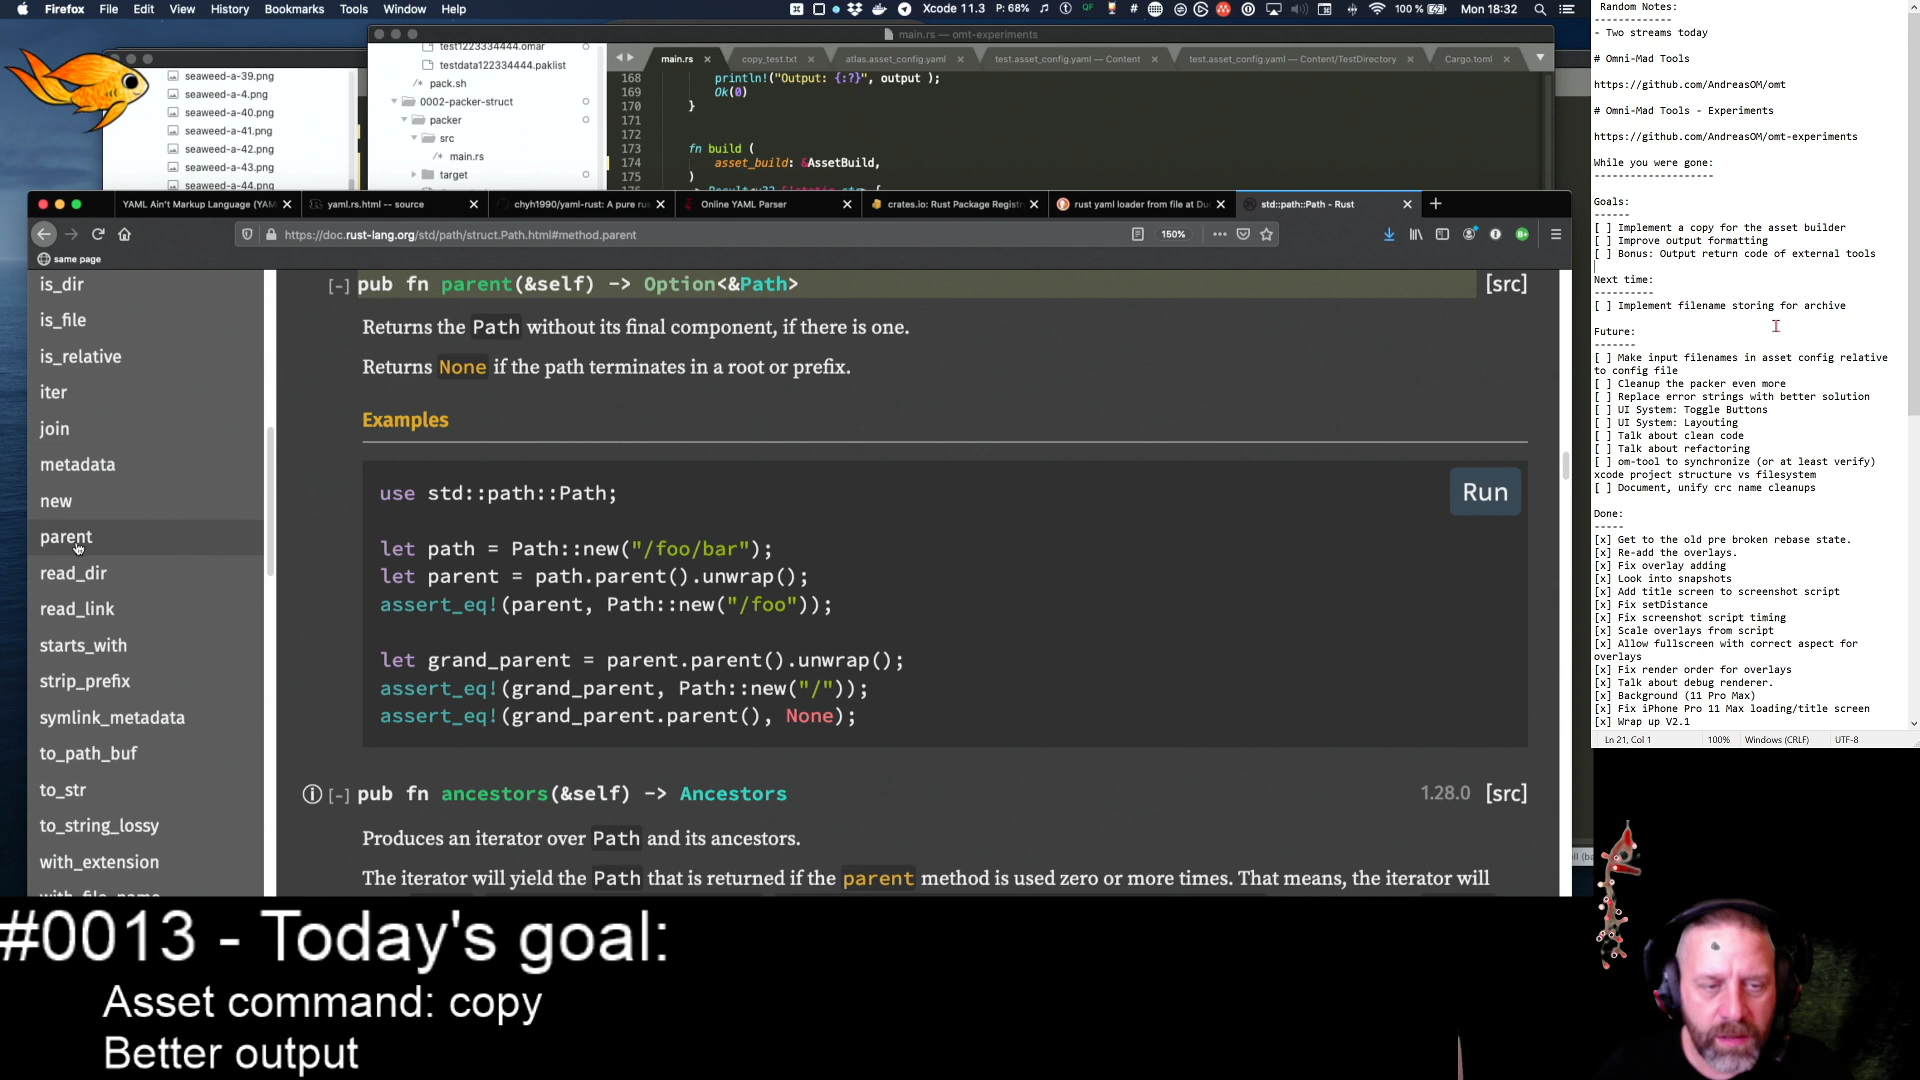 Firefox File Edit View History Bookmarks Tools Window Help
Xcode 11.3 P: 68% 100 % Mon 18:32
main.rs — omt-experiments
seaweed-a-39.png
seaweed-a-4.png
seaweed-a-40.png
seaweed-a-41.png
seaweed-a-42.png
seaweed-a-43.png
seaweed-a-44.png
test1223334444.omar
testdata122334444.paklist
pack.sh
0002-packer-struct
packer
src
main.rs
target
main.rs copy_test.txt atlas.asset_config.yaml test.asset_config.yaml — Content test.asset_config.yaml — Content/TestDirectory Cargo.toml
168 println!("Output: {:?}", output );
169 Ok(0)
170 }
171
172
173 fn build (
174 asset_build: &AssetBuild,
175 )
YAML Ain't Markup Language (YAM yaml.rs.html -- source chyh1990/yaml-rust: A pure rus Online YAML Parser crates.io: Rust Package Registr rust yaml loader from file at Du std::path::Path - Rust
https://doc.rust-lang.org/std/path/struct.Path.html#method.parent 150%
same page
is_dir
is_file
is_relative
iter
join
metadata
new
parent
read_dir
read_link
starts_with
strip_prefix
symlink_metadata
to_path_buf
to_str
to_string_lossy
with_extension
with_file_name
[-] pub fn parent(&self) -> Option<&Path> [src]
Returns the Path without its final component, if there is one.
Returns None if the path terminates in a root or prefix.
Examples
Run
use std::path::Path;
let path = Path::new("/foo/bar");
let parent = path.parent().unwrap();
assert_eq!(parent, Path::new("/foo"));
let grand_parent = parent.parent().unwrap();
assert_eq!(grand_parent, Path::new("/"));
assert_eq!(grand_parent.parent(), None);
[-] pub fn ancestors(&self) -> Ancestors 1.28.0 [src]
Produces an iterator over Path and its ancestors.
The iterator will yield the Path that is returned if the parent method is used zero or more times. That means, the iterator will
Random Notes:
-------------
- Two streams today
# Omni-Mad Tools
https://github.com/AndreasOM/omt
# Omni-Mad Tools - Experiments
https://github.com/AndreasOM/omt-experiments
While you were gone:
--------------------
Goals:
------
[ ] Implement a copy for the asset builder
[ ] Improve output formatting
[ ] Bonus: Output return code of external tools
Next time:
----------
[ ] Implement filename storing for archive
Future:
-------
[ ] Make input filenames in asset config relative
to config file
[ ] Cleanup the packer even more
[ ] Replace error strings with better solution
[ ] UI System: Toggle Buttons
[ ] UI System: Layouting
[ ] Talk about clean code
[ ] Talk about refactoring
[ ] om-tool to synchronize (or at least verify)
xcode project structure vs filesystem
[ ] Document, unify crc name cleanups
Done:
-----
[x] Get to the old pre broken rebase state.
[x] Re-add the overlays.
[x] Fix overlay adding
[x] Look into snapshots
[x] Add title screen to screenshot script
[x] Fix setDistance
[x] Fix screenshot script timing
[x] Scale overlays from script
[x] Allow fullscreen with correct aspect for
overlays
[x] Fix render order for overlays
[x] Talk about debug renderer.
[x] Background (11 Pro Max)
[x] Fix iPhone Pro 11 Max loading/title screen
[x] Wrap up V2.1
Ln 21, Col 1 100% Windows (CRLF) UTF-8
#0013 - Today's goal:
Asset command: copy
Better output